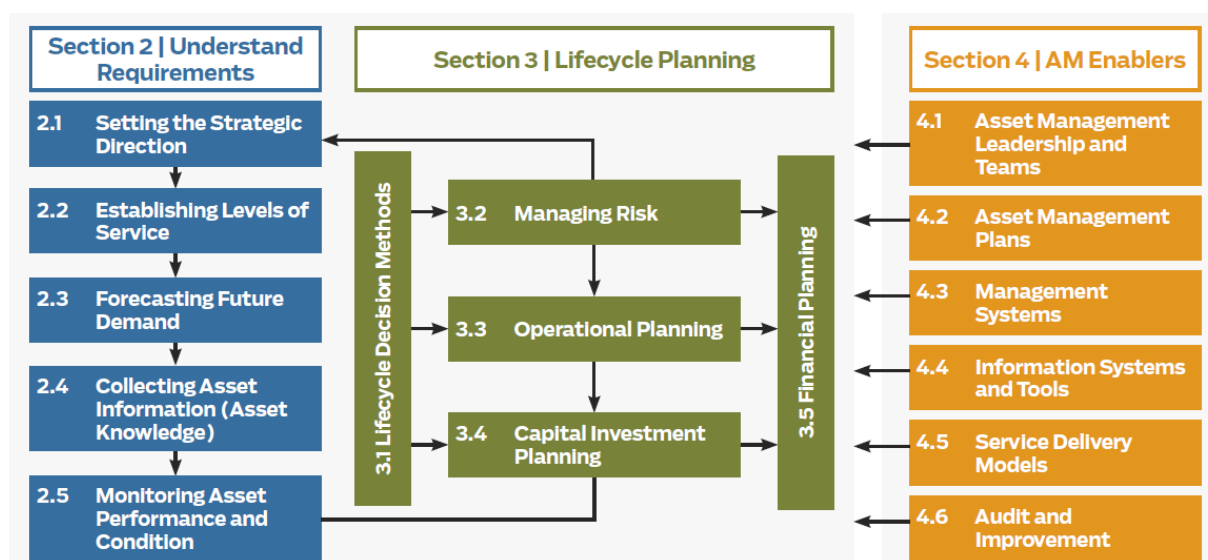 Section 2 | Understand
Requirements
2.1 Setting the Strategic
Direction
2.2 Establishing Levels of
Service
2.3 Forecasting Future
Demand
2.4 Collecting Asset
Information (Asset
Knowledge)
2.5 Monitoring Asset
Performance and
Condition
Section 3 | Lifecycle Planning
3.1 Lifecycle Decision Methods
3.2 Managing Risk
3.3 Operational Planning
3.4 Capital Investment
Planning
3.5 Financial Planning
Section 4 | AM Enablers
4.1 Asset Management
Leadership and
Teams
4.2 Asset Management
Plans
4.3 Management
Systems
4.4 Information Systems
and Tools
4.5 Service Delivery
Models
4.6 Audit and
Improvement